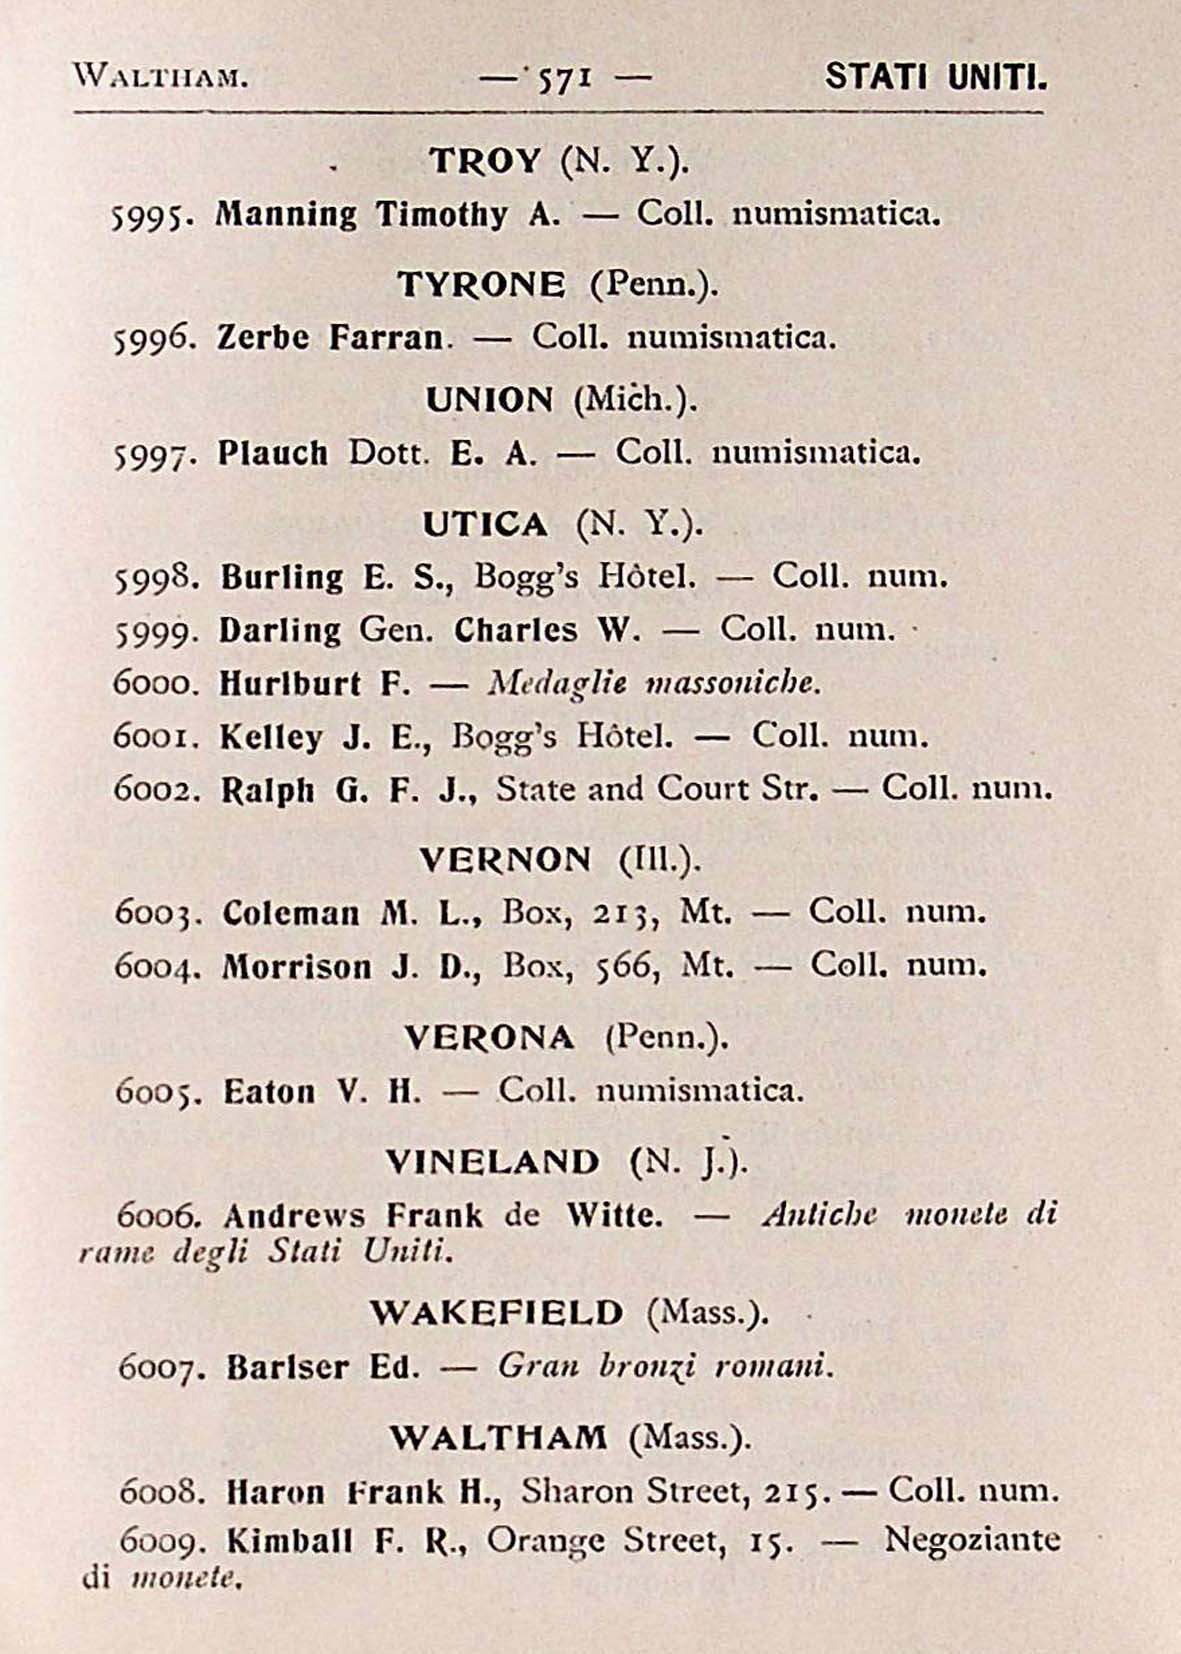 WALTHAM. — 571 — STATI UNITI.
TROY (N. Y.).
5995. Manning Timothy A. — Coll. numismatica.
TYRONE (Penn.).
5996. Zerbe Farran. — Coll. numismatica.
UNION (Mich.).
5997. Plauch Dott. E. A. — Coll. numismatica.
UTICA (N. Y.).
5998. Burling E. S., Bogg's Hôtel. — Coll. num.
5999. Darling Gen. Charles W. — Coll. num.
6000. Hurlburt F. — Medaglie massoniche.
6001. Kelley J. E., Bogg's Hôtel. — Coll. num.
6002. Ralph G. F. J., State and Court Str. — Coll. num.
VERNON (Ill.).
6003. Coleman M. L., Box, 213, Mt. — Coll. num.
6004. Morrison J. D., Box, 566, Mt. — Coll. num.
VERONA (Penn.).
6005. Eaton V. H. — Coll. numismatica.
VINELAND (N. J.).
6006. Andrews Frank de Witte. — Antiche monete di
rame degli Stati Uniti.
WAKEFIELD (Mass.).
6007. Barlser Ed. — Gran bronzi romani.
WALTHAM (Mass.).
6008. Haron Frank H., Sharon Street, 215. — Coll. num.
6009. Kimball F. R., Orange Street, 15. — Negoziante
di monete.